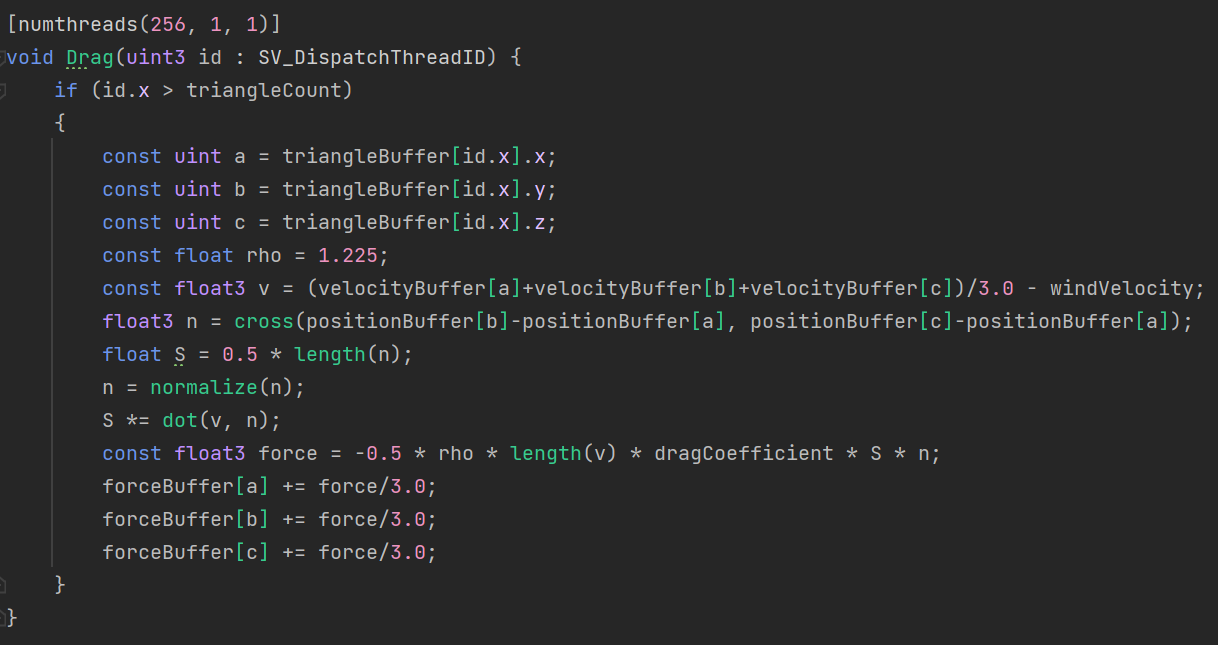 [numthreads(256, 1, 1)]
void Drag(uint3 id : SV_DispatchThreadID) {
    if (id.x > triangleCount)
    {
        const uint a = triangleBuffer[id.x].x;
        const uint b = triangleBuffer[id.x].y;
        const uint c = triangleBuffer[id.x].z;
        const float rho = 1.225;
        const float3 v = (velocityBuffer[a]+velocityBuffer[b]+velocityBuffer[c])/3.0 - windVelocity;
        float3 n = cross(positionBuffer[b]-positionBuffer[a], positionBuffer[c]-positionBuffer[a]);
        float S = 0.5 * length(n);
        n = normalize(n);
        S *= dot(v, n);
        const float3 force = -0.5 * rho * length(v) * dragCoefficient * S * n;
        forceBuffer[a] += force/3.0;
        forceBuffer[b] += force/3.0;
        forceBuffer[c] += force/3.0;
    }
}